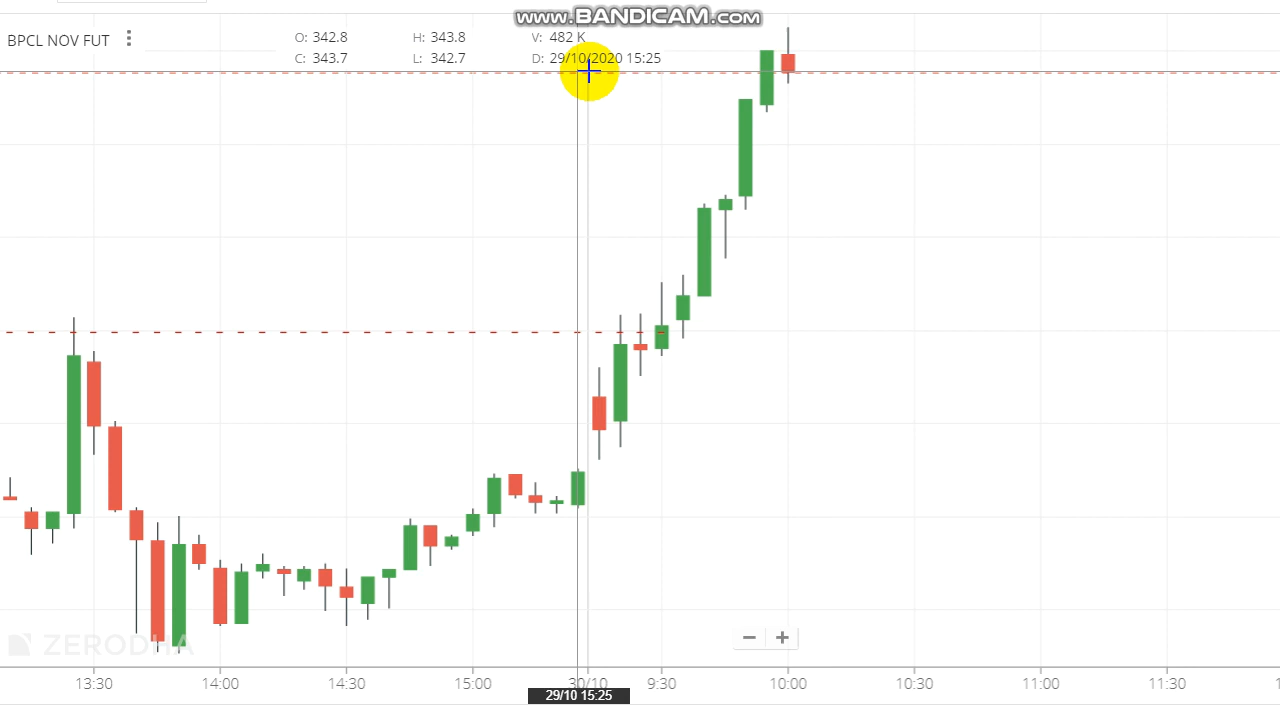 www.BANDICAM.com
BPCL NOV FUT
O: 342.8 H: 343.8 V: 482 K
C: 343.7 L: 342.7 D: 29/10/2020 15:25
ZERODHA
13:30 14:00 14:30 15:00 30/10 9:30 10:00 10:30 11:00 11:30
29/10 15:25